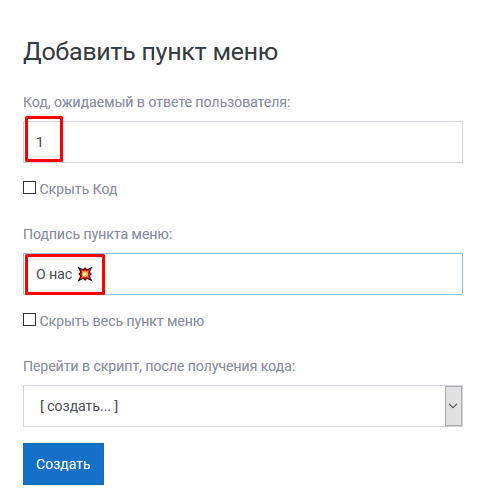 Добавить пункт меню
Код, ожидаемый в ответе пользователя:
1
Скрыть Код
Подпись пункта меню:
О нас 💥
Скрыть весь пункт меню
Перейти в скрипт, после получения кода:
[ создать... ]
Создать